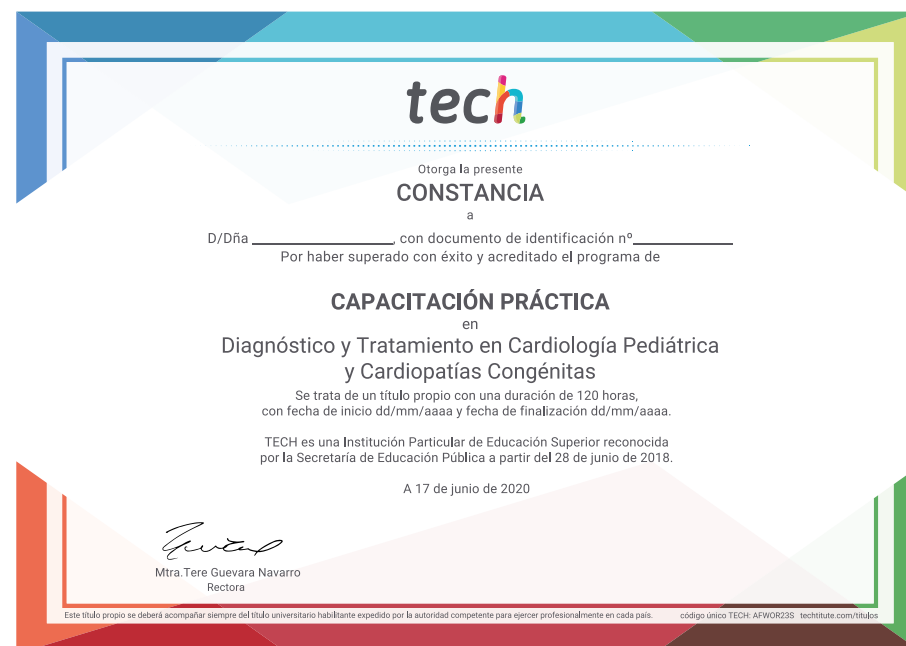 tech
Otorga la presente
CONSTANCIA
a
D/Dña ____________________, con documento de identificación nº______________
Por haber superado con éxito y acreditado el programa de
CAPACITACIÓN PRÁCTICA
en
Diagnóstico y Tratamiento en Cardiología Pediátrica
y Cardiopatías Congénitas
Se trata de un título propio con una duración de 120 horas,
con fecha de inicio dd/mm/aaaa y fecha de finalización dd/mm/aaaa.
TECH es una Institución Particular de Educación Superior reconocida
por la Secretaría de Educación Pública a partir del 28 de junio de 2018.
A 17 de junio de 2020
Mtra.Tere Guevara Navarro
Rectora
Este título propio se deberá acompañar siempre del título universitario habilitante expedido por la autoridad competente para ejercer profesionalmente en cada país. código único TECH: AFWOR23S techtitute.com/titulos